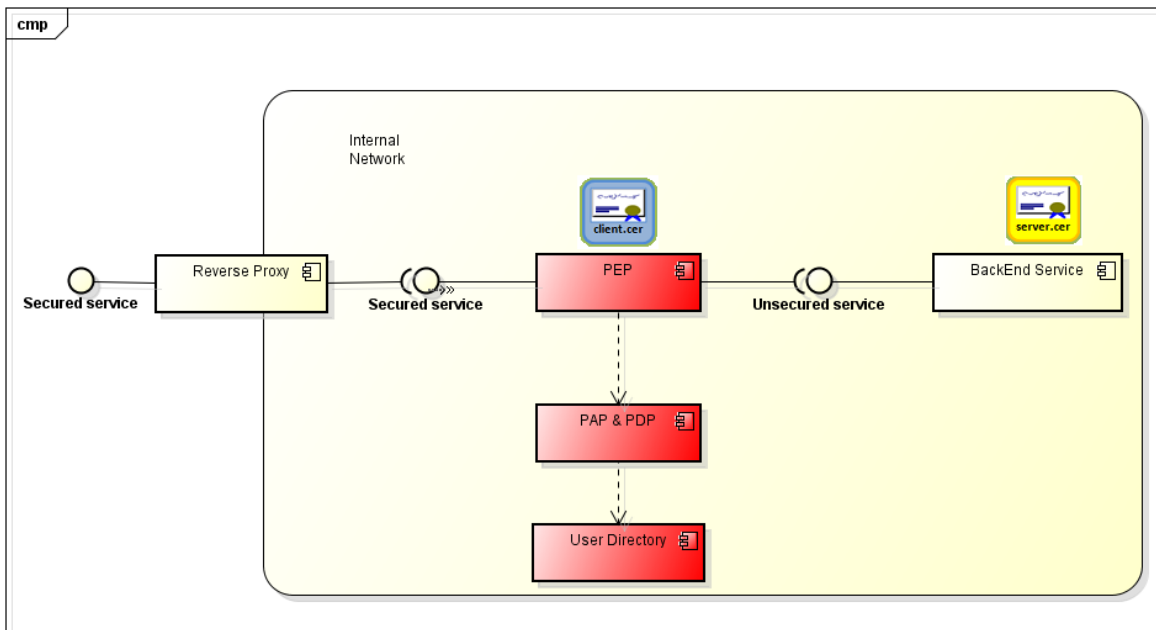 cmp
Internal
Network
client.cer
server.cer
Reverse Proxy
PEP
BackEnd Service
Secured service
Secured service
Unsecured service
PAP & PDP
User Directory